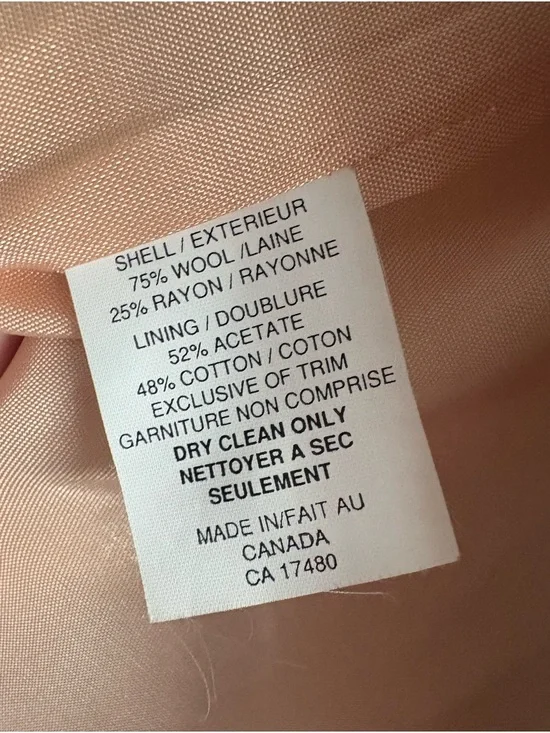 SHELL / EXTERIEUR
75% WOOL /LAINE
25% RAYON / RAYONNE
LINING / DOUBLURE
52% ACETATE
48% COTTON / COTON
EXCLUSIVE OF TRIM
GARNITURE NON COMPRISE
DRY CLEAN ONLY
NETTOYER A SEC
SEULEMENT
MADE IN/FAIT AU
CANADA
CA 17480